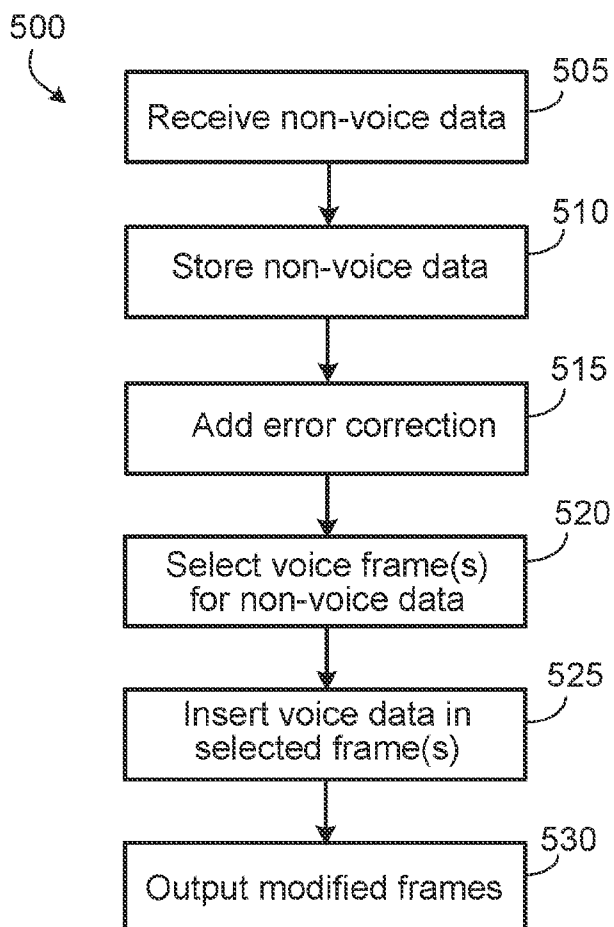 500
505
Receive non-voice data
510
Store non-voice data
515
Add error correction
520
Select voice frame(s)
for non-voice data
525
Insert voice data in
selected frame(s)
530
Output modified frames